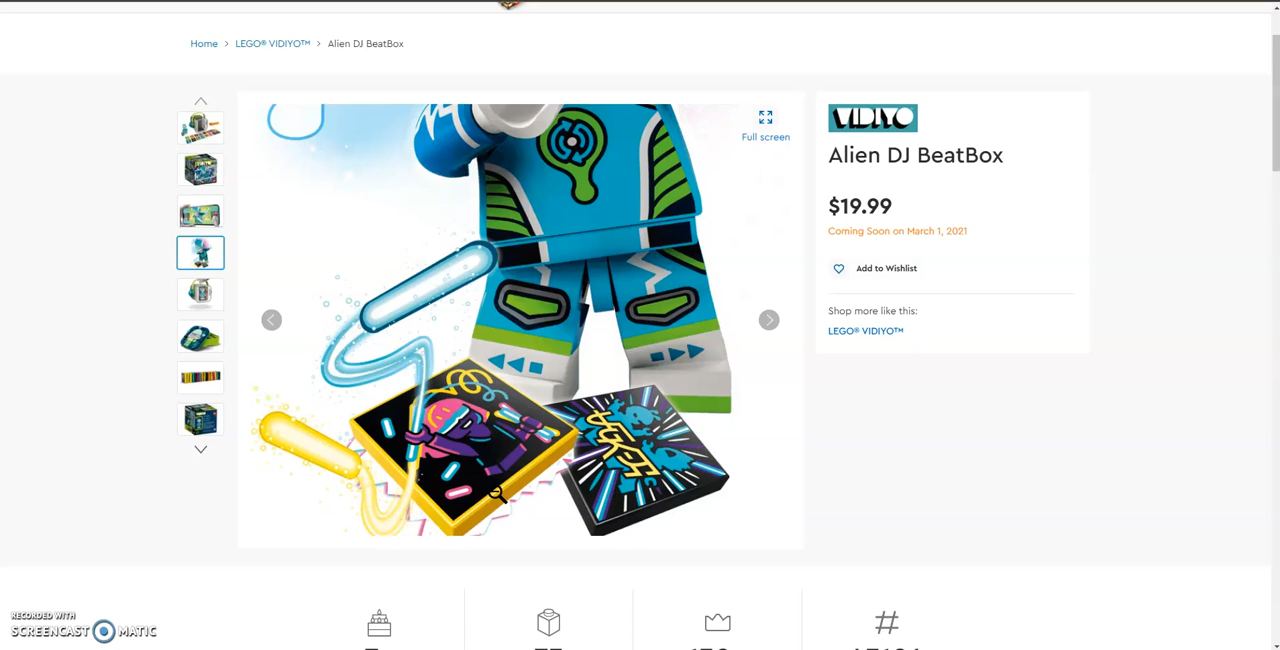 Home > LEGO® VIDIYO™ > Alien DJ BeatBox
Full screen
VIDIYO
Alien DJ BeatBox
$19.99
Coming Soon on March 1, 2021
Add to Wishlist
Shop more like this:
LEGO® VIDIYO™
RECORDED WITH
SCREENCAST MATIC